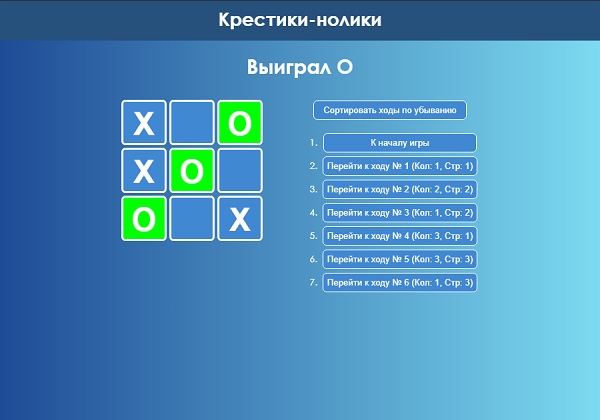 Крестики-нолики
Выиграл O
X O
X O
O X
Сортировать ходы по убыванию
1. К началу игры
2. Перейти к ходу № 1 (Кол: 1, Стр: 1)
3. Перейти к ходу № 2 (Кол: 2, Стр: 2)
4. Перейти к ходу № 3 (Кол: 1, Стр: 2)
5. Перейти к ходу № 4 (Кол: 3, Стр: 1)
6. Перейти к ходу № 5 (Кол: 3, Стр: 3)
7. Перейти к ходу № 6 (Кол: 1, Стр: 3)